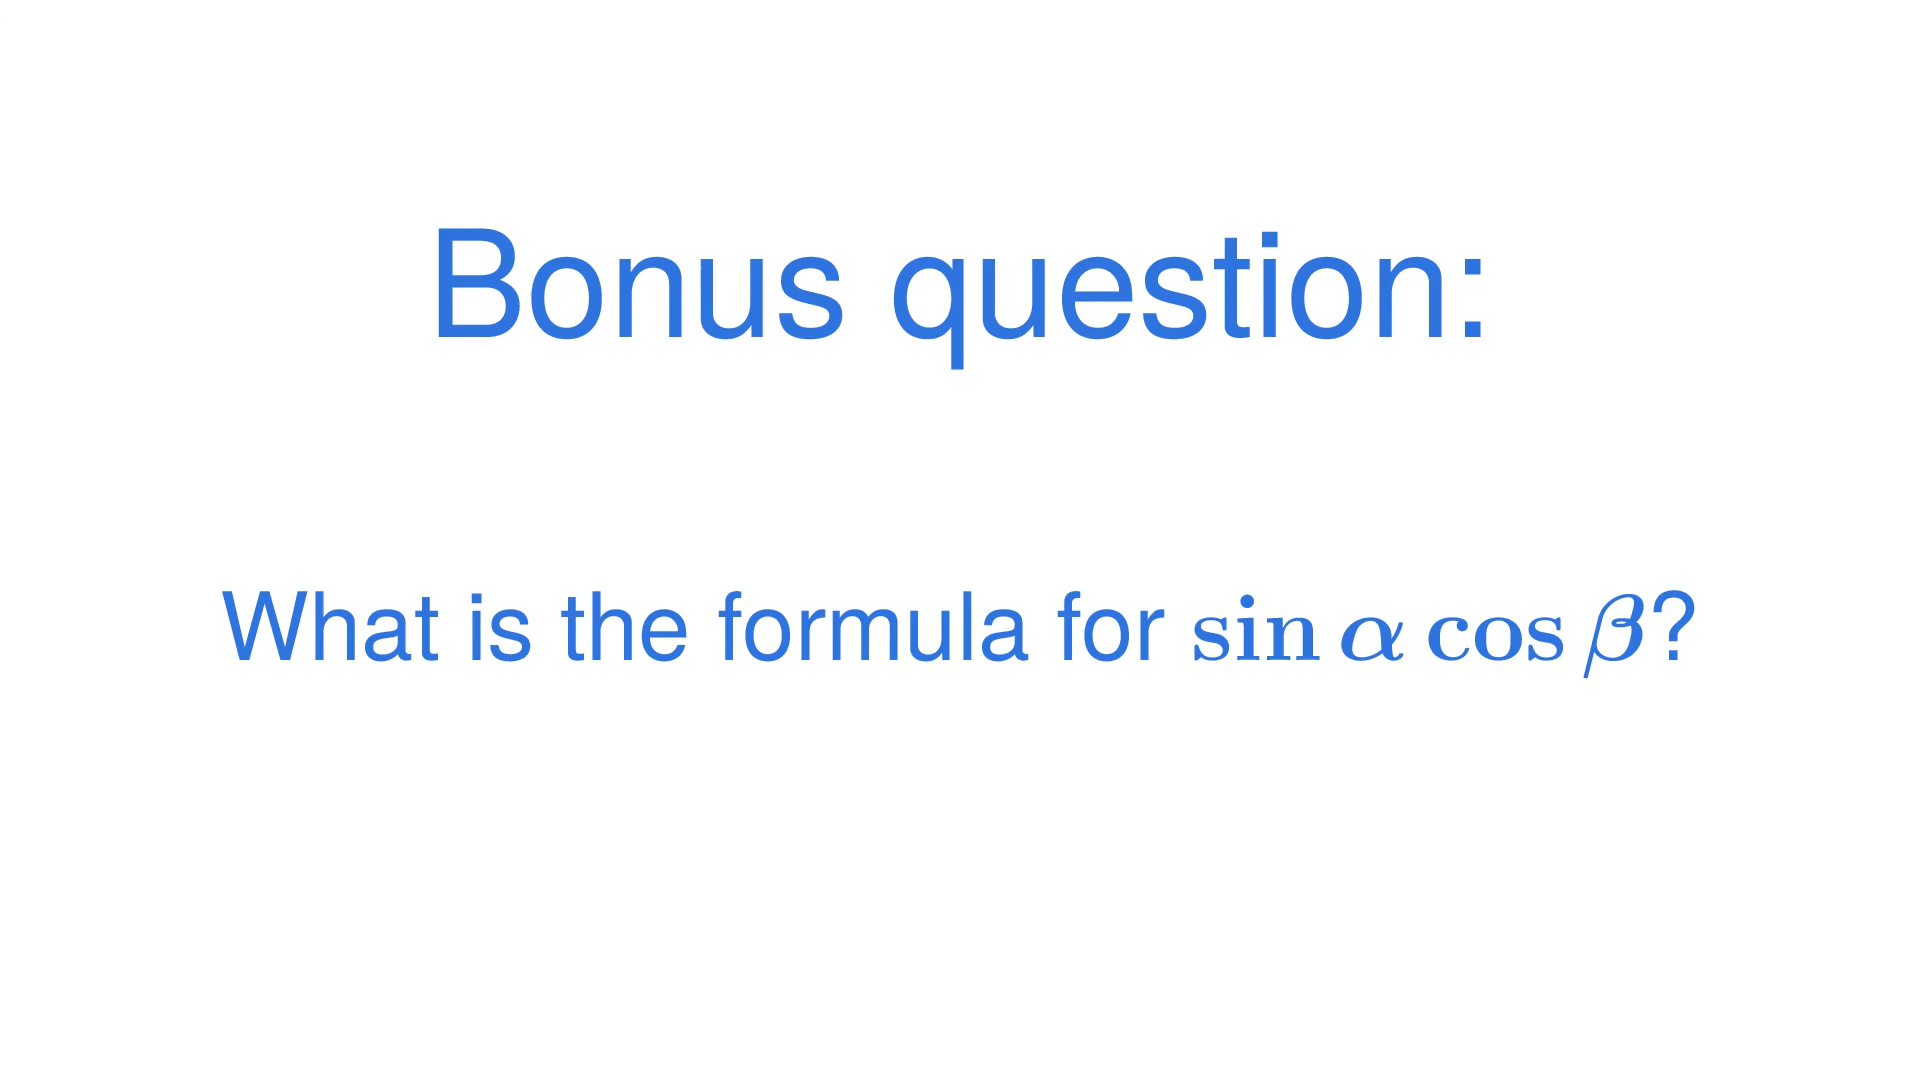 Bonus question:
What is the formula for sin α cos β?